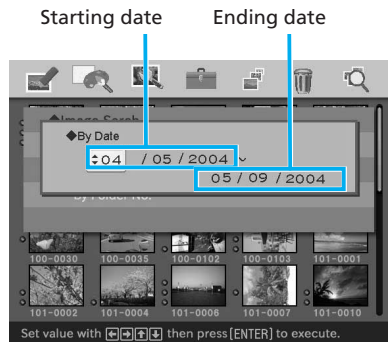 Starting date Ending date
◆Image Serch
◆By Date
04 / 05 / 2004 ~
05 / 09 / 2004
By Folder No.
100-0030 100-0035 100-0102 100-0103 101-0001
101-0002 101-0004 101-0006 101-0007 101-0010
Set value with ←→↑↓ then press [ENTER] to execute.